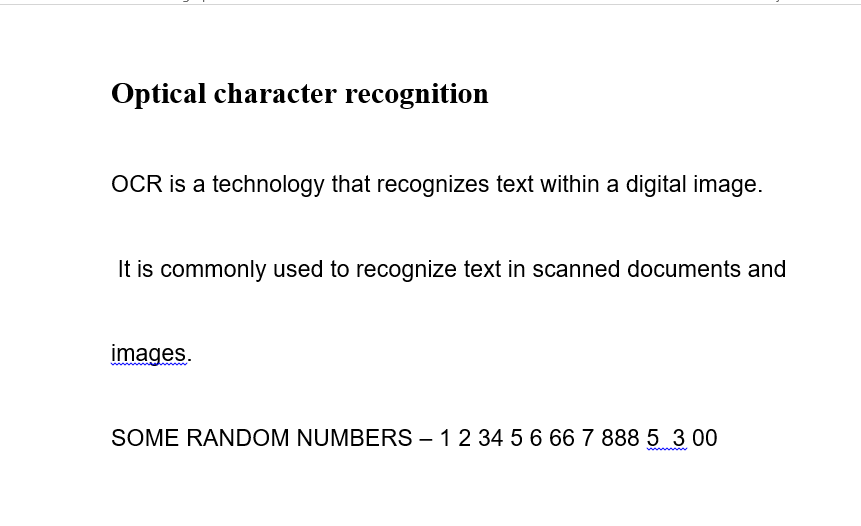 Optical character recognition
OCR is a technology that recognizes text within a digital image.
It is commonly used to recognize text in scanned documents and
images.
SOME RANDOM NUMBERS – 1 2 34 5 6 66 7 888 5  3 00